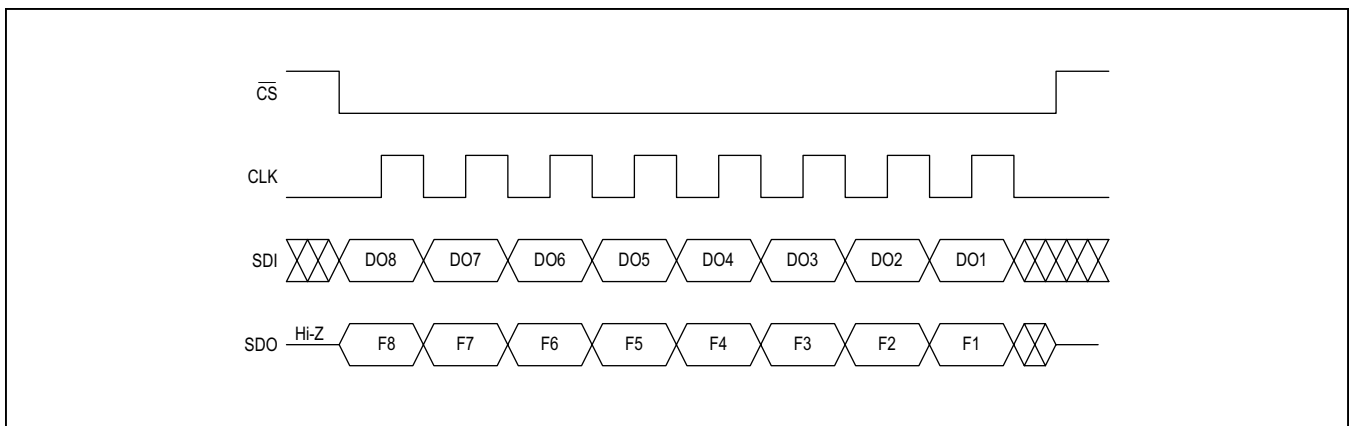 C̅S̅
CLK
SDI DO8 DO7 DO6 DO5 DO4 DO3 DO2 DO1
SDO Hi-Z F8 F7 F6 F5 F4 F3 F2 F1